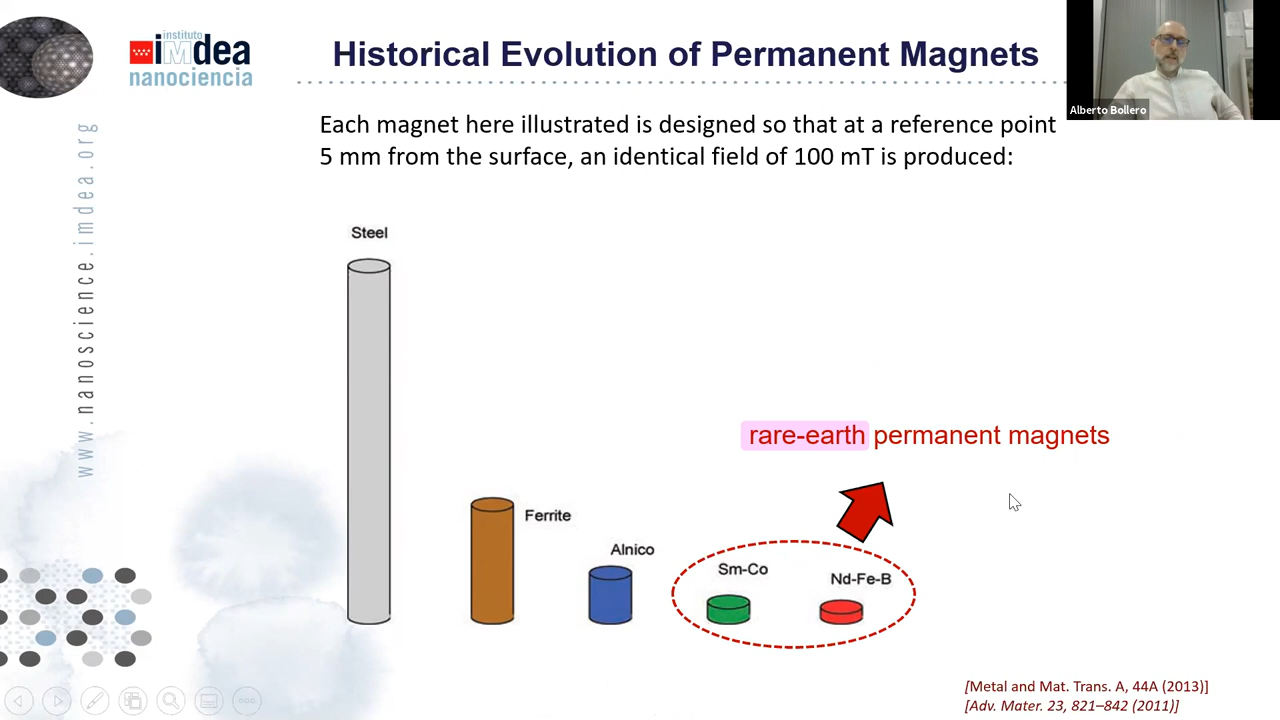 instituto
imdea
nanociencia
Historical Evolution of Permanent Magnets
Alberto Bollero
Each magnet here illustrated is designed so that at a reference point
5 mm from the surface, an identical field of 100 mT is produced:
www.nanoscience.imdea.org
Steel
rare-earth permanent magnets
Ferrite
Alnico
Sm-Co
Nd-Fe-B
[Metal and Mat. Trans. A, 44A (2013)]
[Adv. Mater. 23, 821–842 (2011)]